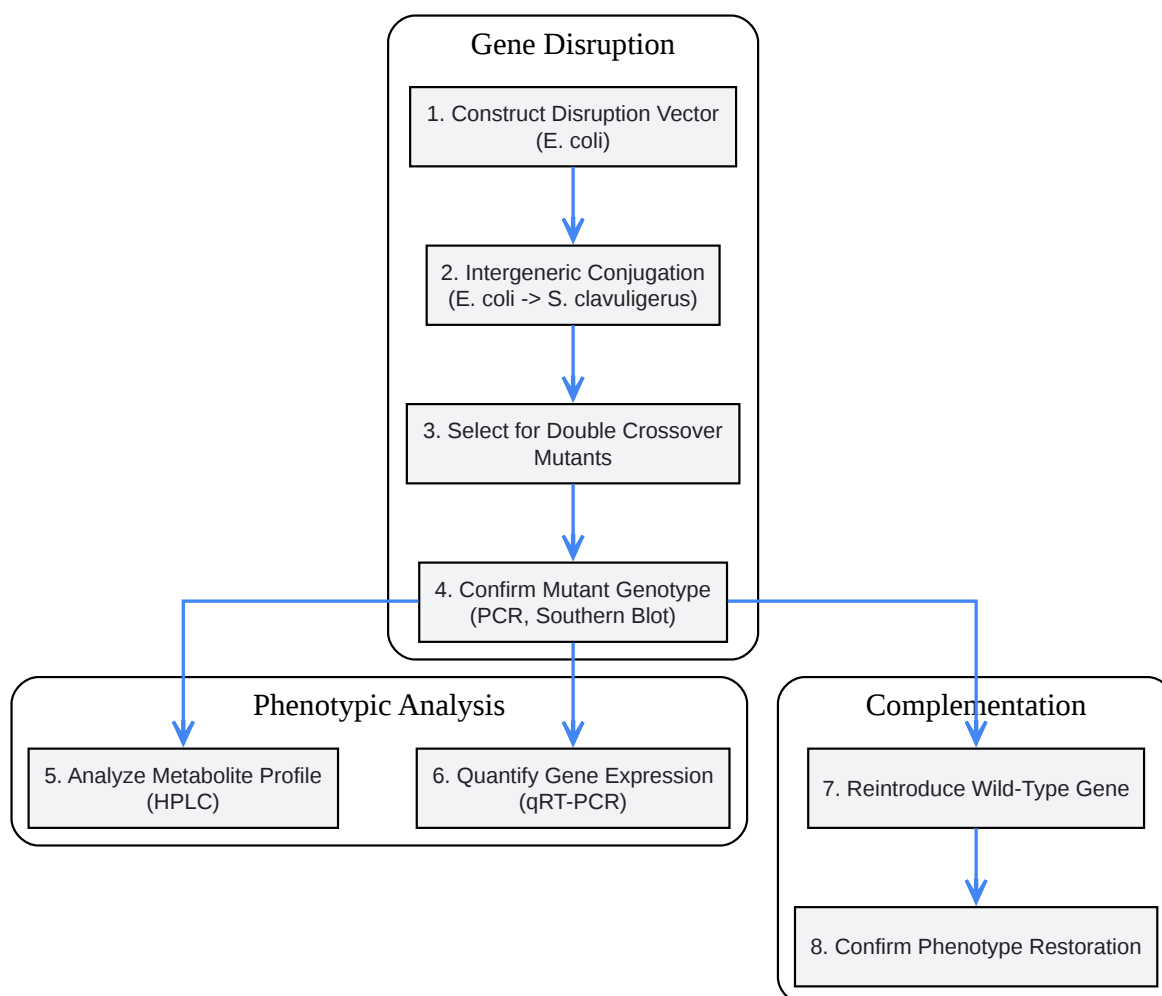 Gene Disruption
1. Construct Disruption Vector
(E. coli)
2. Intergeneric Conjugation
(E. coli -> S. clavuligerus)
3. Select for Double Crossover
Mutants
4. Confirm Mutant Genotype
(PCR, Southern Blot)
Phenotypic Analysis
5. Analyze Metabolite Profile
(HPLC)
6. Quantify Gene Expression
(qRT-PCR)
Complementation
7. Reintroduce Wild-Type Gene
8. Confirm Phenotype Restoration